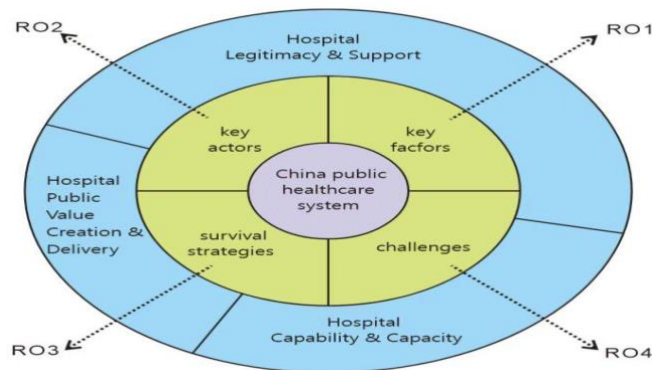 RO2
RO1
Hospital
Legitimacy & Support
key
actors
key
facfors
China public
healthcare
system
Hospital
Public
Value
Creation &
Delivery
survival
strategies
challenges
Hospital
Capability & Capacity
RO3
RO4